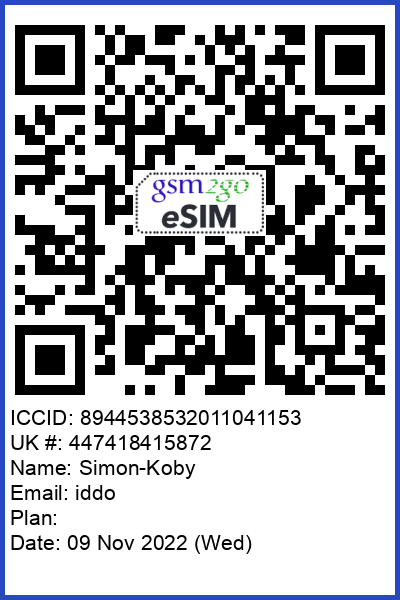 gsm2go
eSIM
ICCID: 8944538532011041153
UK #: 447418415872
Name: Simon-Koby
Email: iddo
Plan:
Date: 09 Nov 2022 (Wed)